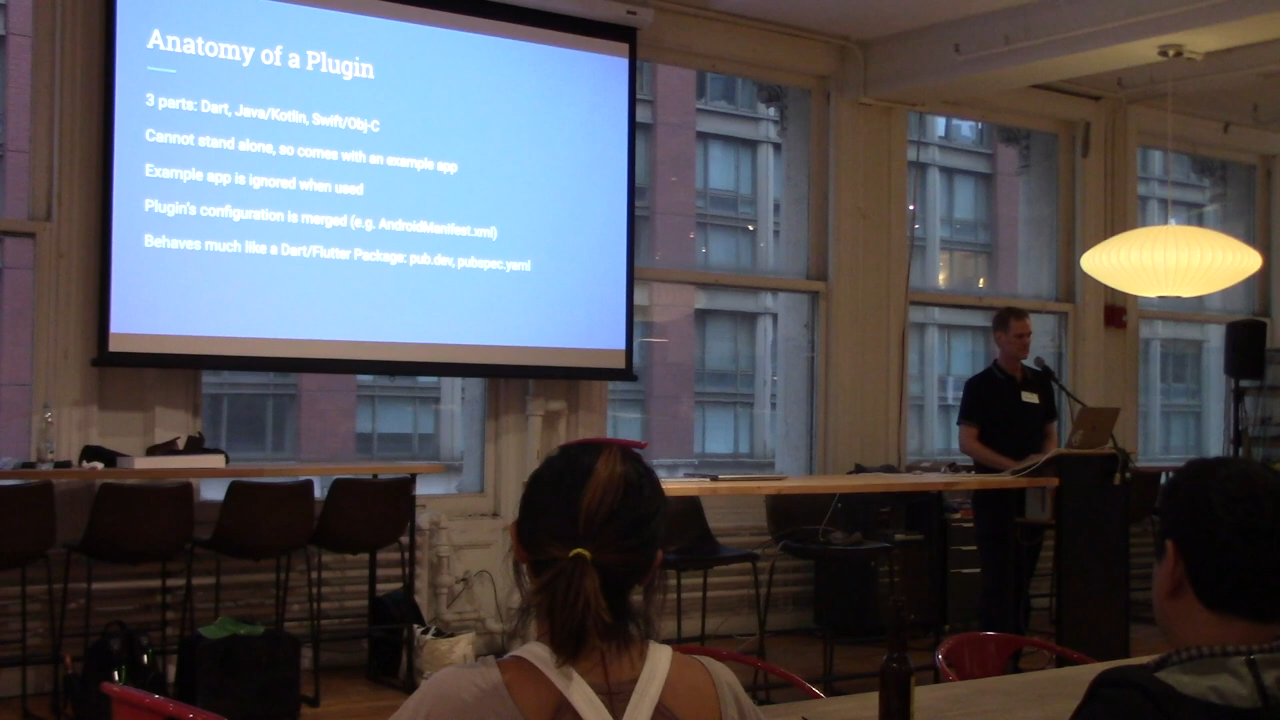 Anatomy of a Plugin
3 parts: Dart, Java/Kotlin, Swift/Obj-C
Cannot stand alone, so comes with an example app
Example app is ignored when used
Plugin's configuration is merged (e.g. AndroidManifest.xml)
Behaves much like a Dart/Flutter Package: pub.dev, pubspec.yaml